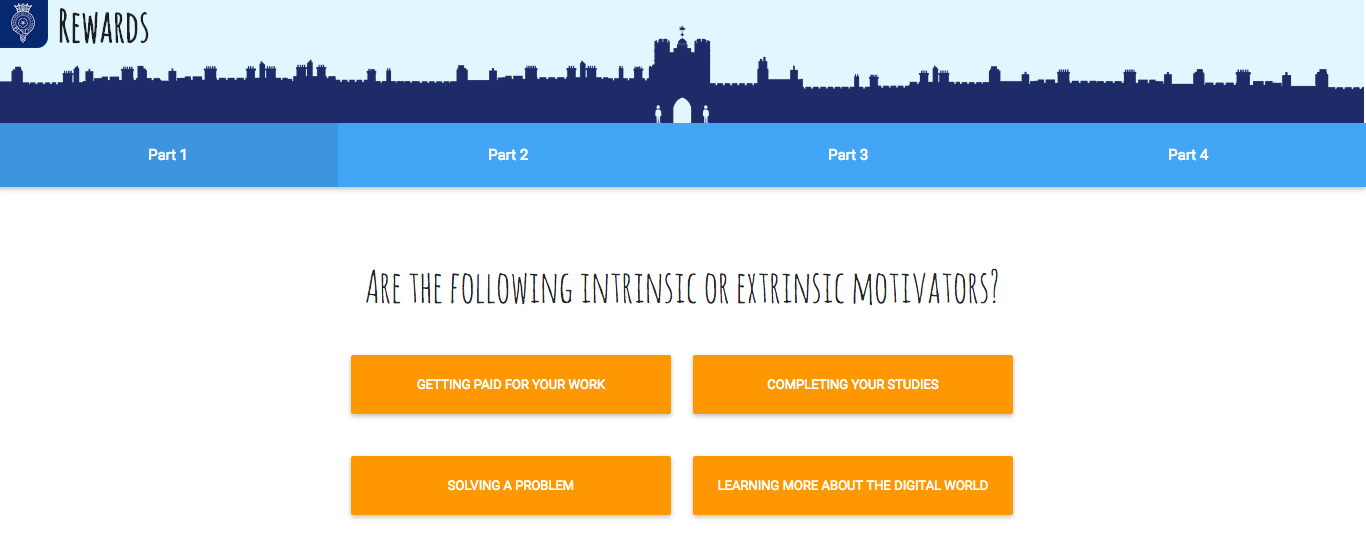 Rewards
Part 1
Part 2
Part 3
Part 4
Are the following intrinsic or extrinsic motivators?
GETTING PAID FOR YOUR WORK
COMPLETING YOUR STUDIES
SOLVING A PROBLEM
LEARNING MORE ABOUT THE DIGITAL WORLD